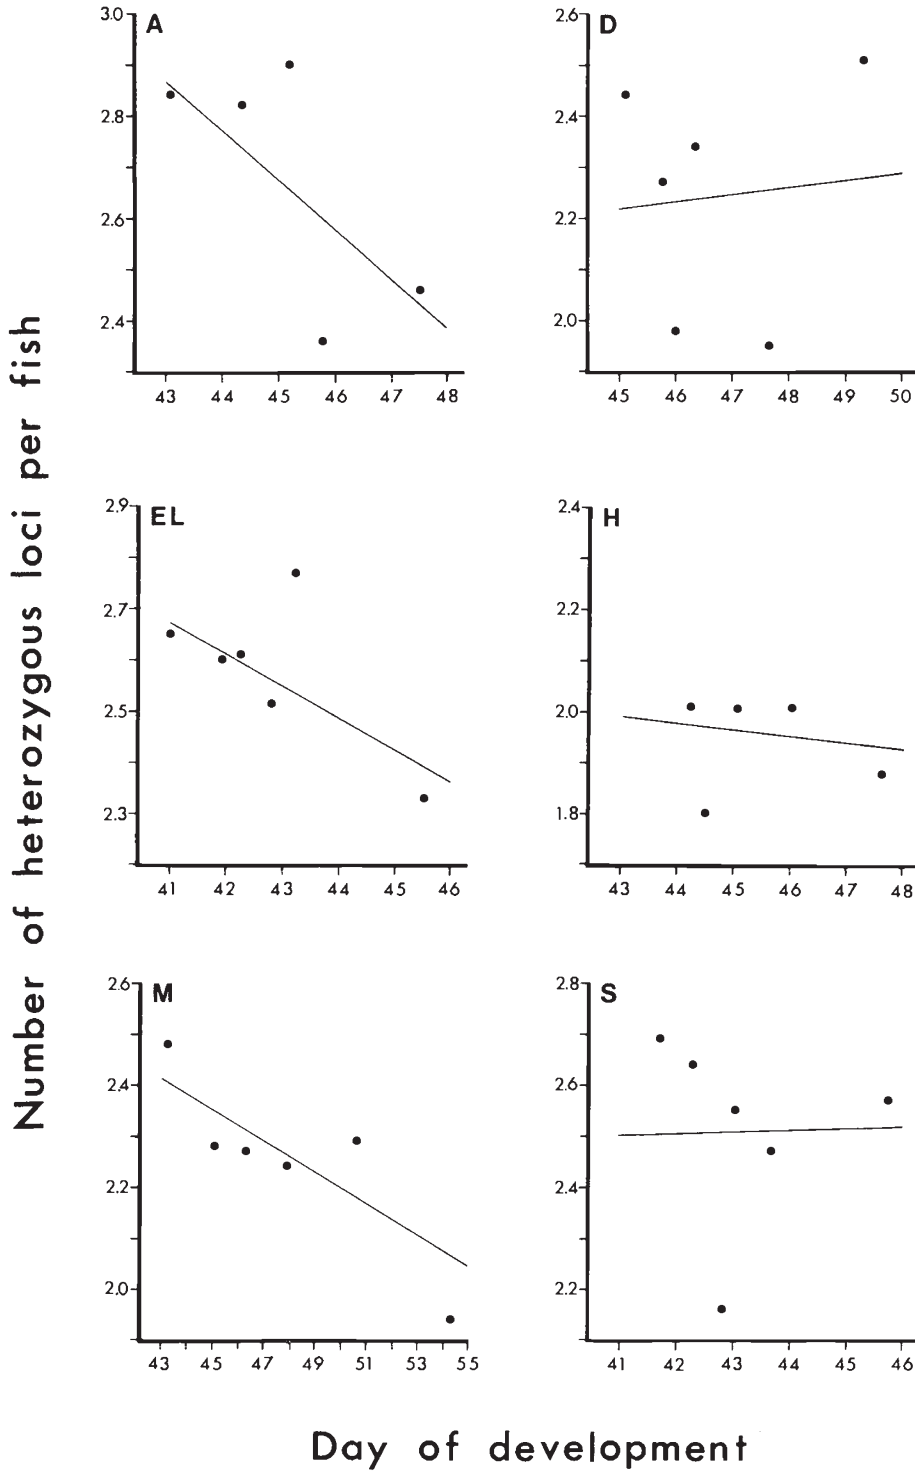 Number of heterozygous loci per fish
A
3.0
2.8
2.6
2.4
43 44 45 46 47 48
D
2.6
2.4
2.2
2.0
45 46 47 48 49 50
EL
2.9
2.7
2.5
2.3
41 42 43 44 45 46
H
2.4
2.2
2.0
1.8
43 44 45 46 47 48
M
2.6
2.4
2.2
2.0
43 45 47 49 51 53 55
S
2.8
2.6
2.4
2.2
41 42 43 44 45 46
Day of development